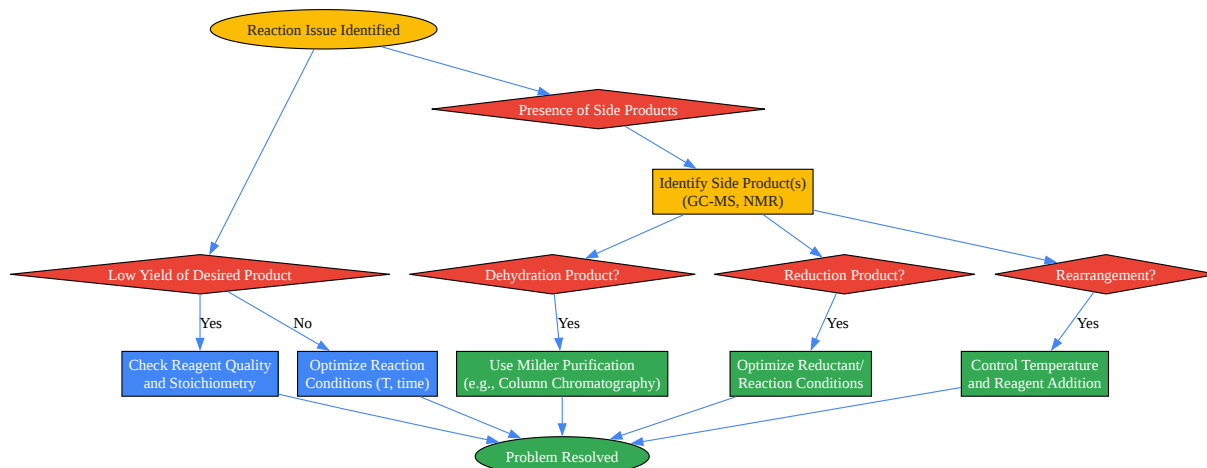 Reaction Issue Identified
Presence of Side Products
Identify Side Product(s)
(GC-MS, NMR)
Low Yield of Desired Product
Dehydration Product?
Reduction Product?
Rearrangement?
Yes
No
Yes
Yes
Yes
Check Reagent Quality
and Stoichiometry
Optimize Reaction
Conditions (T, time)
Use Milder Purification
(e.g., Column Chromatography)
Optimize Reductant/
Reaction Conditions
Control Temperature
and Reagent Addition
Problem Resolved